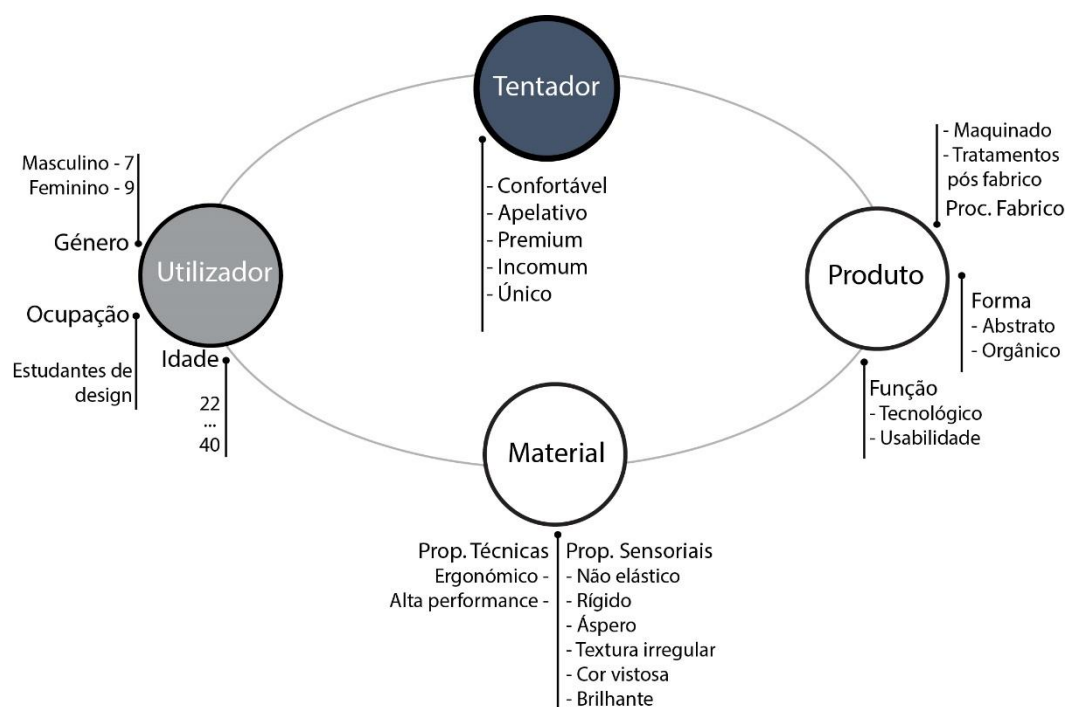 Tentador
- Confortável
- Apelativo
- Premium
- Incomum
- Único
Masculino - 7
Feminino - 9
Género
Utilizador
Ocupação
Estudantes de
design
Idade
22
...
40
- Maquinado
- Tratamentos
pós fabrico
Proc. Fabrico
Produto
Forma
- Abstrato
- Orgânico
Função
- Tecnológico
- Usabilidade
Material
Prop. Técnicas
Ergonómico -
Alta performance -
Prop. Sensoriais
- Não elástico
- Rígido
- Áspero
- Textura irregular
- Cor vistosa
- Brilhante